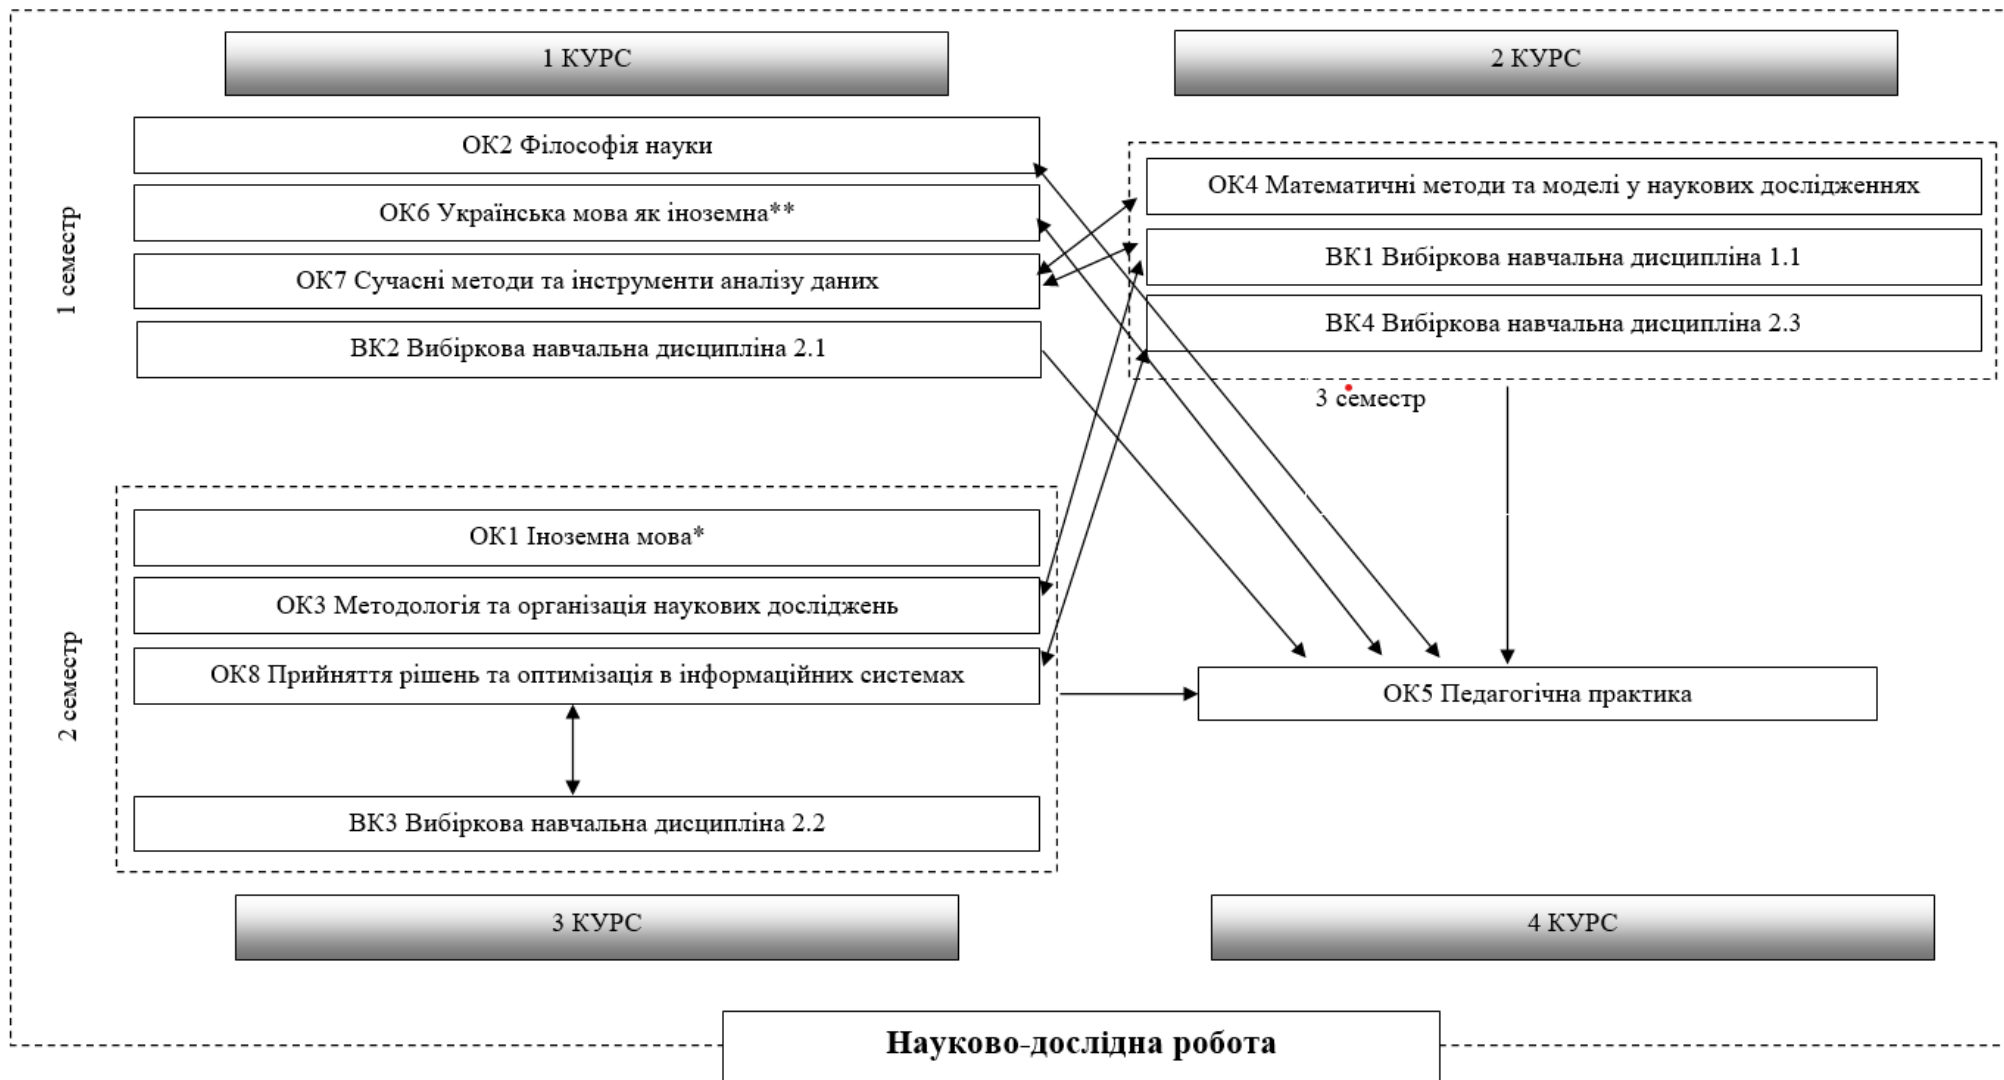 1 КУРС
2 КУРС
1 семестр
ОК2 Філософія науки
ОК6 Українська мова як іноземна**
ОК7 Сучасні методи та інструменти аналізу даних
ВК2 Вибіркова навчальна дисципліна 2.1
ОК4 Математичні методи та моделі у наукових дослідженнях
ВК1 Вибіркова навчальна дисципліна 1.1
ВК4 Вибіркова навчальна дисципліна 2.3
3 семестр
2 семестр
ОК1 Іноземна мова*
ОК3 Методологія та організація наукових досліджень
ОК8 Прийняття рішень та оптимізація в інформаційних системах
ВК3 Вибіркова навчальна дисципліна 2.2
ОК5 Педагогічна практика
3 КУРС
4 КУРС
Науково-дослідна робота